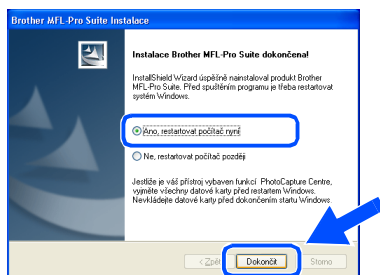 Brother MFL-Pro Suite Instalace
Instalace Brother MFL-Pro Suite dokončena!
InstallShield Wizard úspěšně nainstaloval produkt Brother
MFL-Pro Suite. Před spuštěním programu je třeba restartovat
systém Windows.
Ano, restartovat počítač nyní
Ne, restartovat počítač později
Jestliže je váš přístroj vybaven funkcí PhotoCapture Centre,
vyjměte všechny datové karty před restartem Windows.
Nevkládejte datové karty před dokončením startu Windows.
< Zpět Dokončit Storno